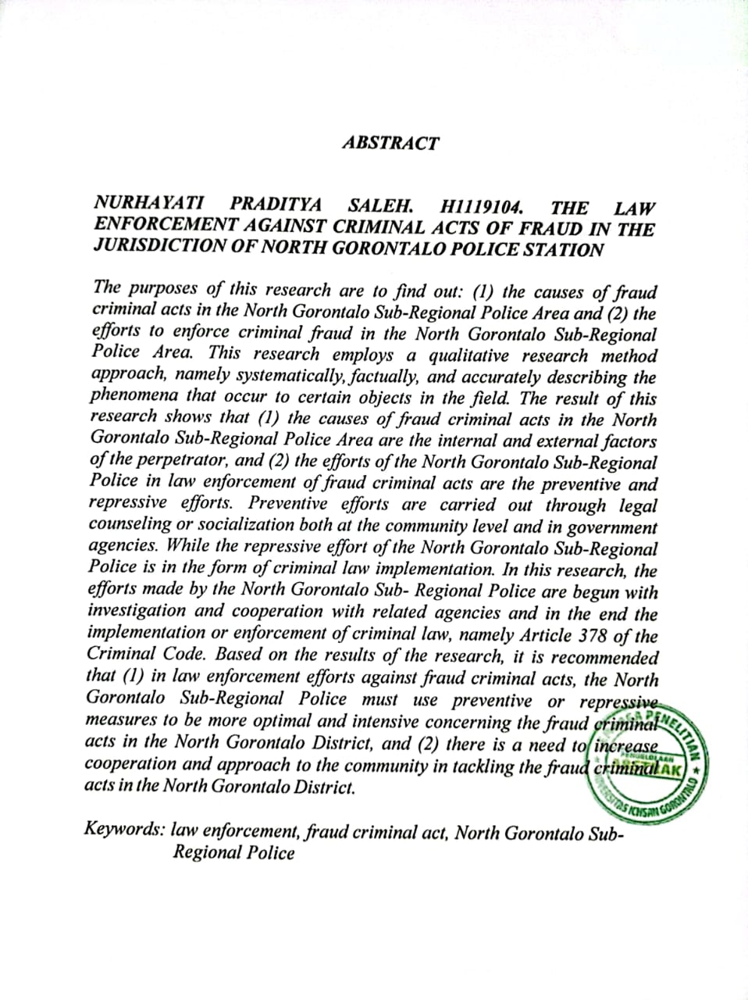 ABSTRACT
NURHAYATI PRADITYA SALEH. H1119104. THE LAW
ENFORCEMENT AGAINST CRIMINAL ACTS OF FRAUD IN THE
JURISDICTION OF NORTH GORONTALO POLICE STATION
The purposes of this research are to find out: (1) the causes of fraud
criminal acts in the North Gorontalo Sub-Regional Police Area and (2) the
efforts to enforce criminal fraud in the North Gorontalo Sub-Regional
Police Area. This research employs a qualitative research method
approach, namely systematically, factually, and accurately describing the
phenomena that occur to certain objects in the field. The result of this
research shows that (1) the causes of fraud criminal acts in the North
Gorontalo Sub-Regional Police Area are the internal and external factors
of the perpetrator, and (2) the efforts of the North Gorontalo Sub-Regional
Police in law enforcement of fraud criminal acts are the preventive and
repressive efforts. Preventive efforts are carried out through legal
counseling or socialization both at the community level and in government
agencies. While the repressive effort of the North Gorontalo Sub-Regional
Police is in the form of criminal law implementation. In this research, the
efforts made by the North Gorontalo Sub- Regional Police are begun with
investigation and cooperation with related agencies and in the end the
implementation or enforcement of criminal law, namely Article 378 of the
Criminal Code. Based on the results of the research, it is recommended
that (1) in law enforcement efforts against fraud criminal acts, the North
Gorontalo Sub-Regional Police must use preventive or repressive
measures to be more optimal and intensive concerning the fraud criminal
acts in the North Gorontalo District, and (2) there is a need to increase
cooperation and approach to the community in tackling the fraud criminal
acts in the North Gorontalo District.
Keywords: law enforcement, fraud criminal act, North Gorontalo Sub-
Regional Police
PENELITIAN
ICHSAN GORONTALO